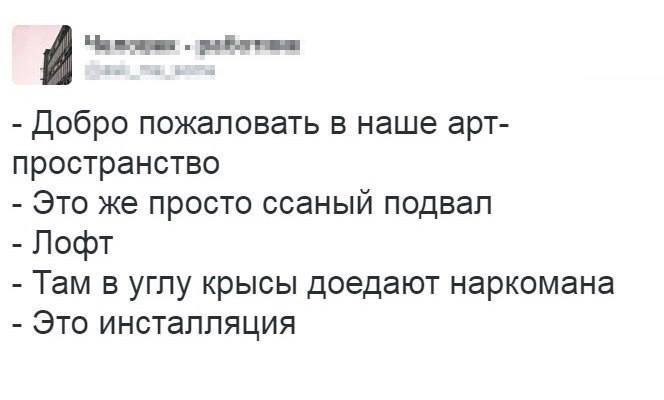 - Добро пожаловать в наше арт-
пространство
- Это же просто ссаный подвал
- Лофт
- Там в углу крысы доедают наркомана
- Это инсталляция